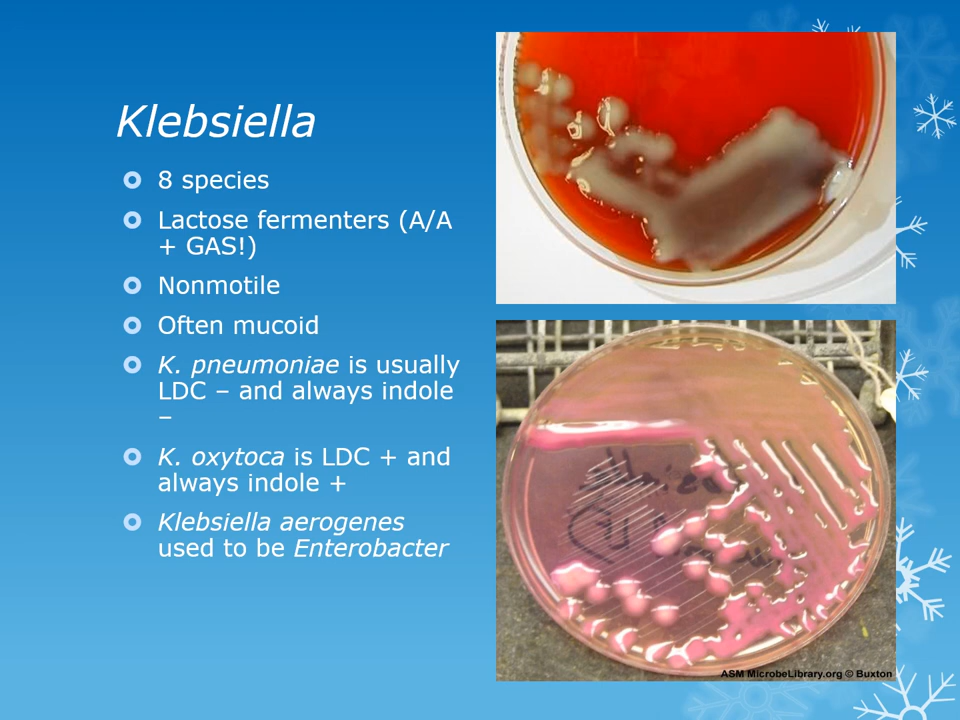 Klebsiella
8 species
Lactose fermenters (A/A
+ GAS!)
Nonmotile
Often mucoid
K. pneumoniae is usually
LDC – and always indole
–
K. oxytoca is LDC + and
always indole +
Klebsiella aerogenes
used to be Enterobacter
ASM MicrobeLibrary.org © Buxton